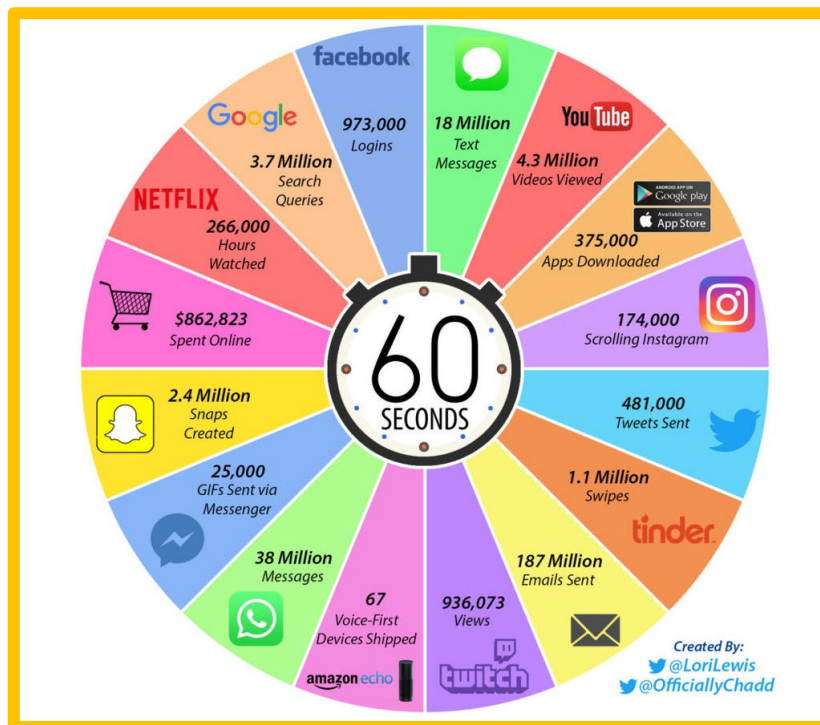 facebook
973,000
Logins
18 Million
Text
Messages
YouTube
4.3 Million
Videos Viewed
ANDROID APP ON
Google play
Available on the
App Store
375,000
Apps Downloaded
174,000
Scrolling Instagram
481,000
Tweets Sent
1.1 Million
Swipes
tinder
187 Million
Emails Sent
936,073
Views
twitch
67
Voice-First
Devices Shipped
amazon echo
38 Million
Messages
25,000
GIFs Sent via
Messenger
2.4 Million
Snaps
Created
$862,823
Spent Online
NETFLIX
266,000
Hours
Watched
Google
3.7 Million
Search
Queries
60
SECONDS
Created By:
@LoriLewis
@OfficiallyChadd